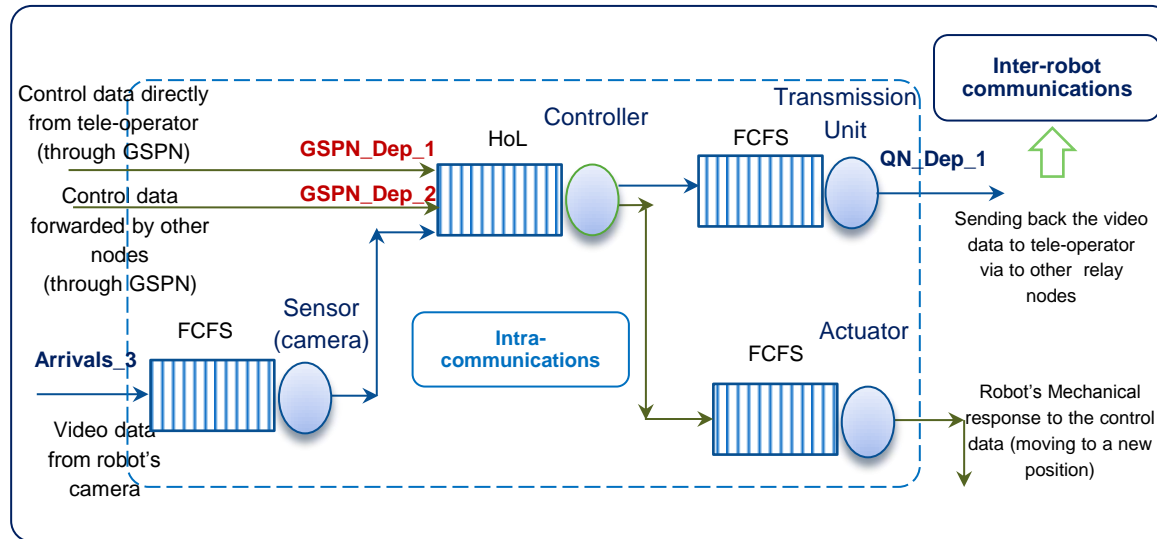 Control data directly
from tele-operator
(through GSPN)
GSPN_Dep_1
HoL
Controller
Transmission
Unit
FCFS
QN_Dep_1
Inter-robot
communications
GSPN_Dep_2
Control data
forwarded by other
nodes
(through GSPN)
Sending back the video
data to tele-operator
via to other relay
nodes
Sensor
(camera)
FCFS
Arrivals_3
Intra-
communications
Actuator
FCFS
Video data
from robot's
camera
Robot's Mechanical
response to the control
data (moving to a new
position)